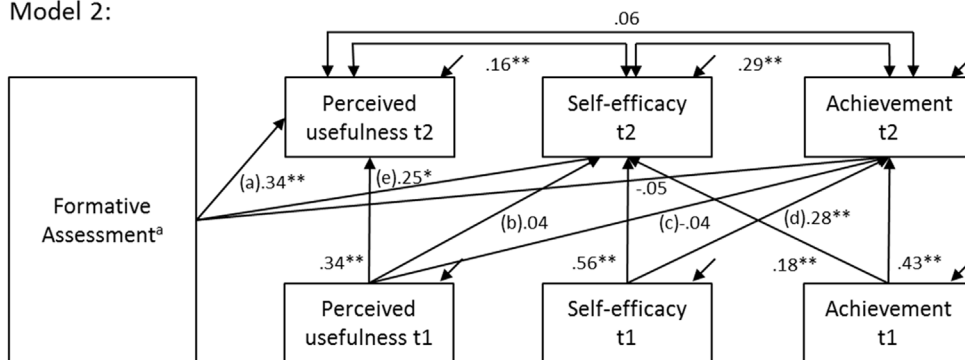 Model 2:
.06
.16**
.29**
Perceived
usefulness t2
Self-efficacy
t2
Achievement
t2
(a).34**
(e).25*
-.05
Formative
Assessmentᵃ
(b).04
(c)-.04
(d).28**
.34**
.56**
.18**
.43**
Perceived
usefulness t1
Self-efficacy
t1
Achievement
t1